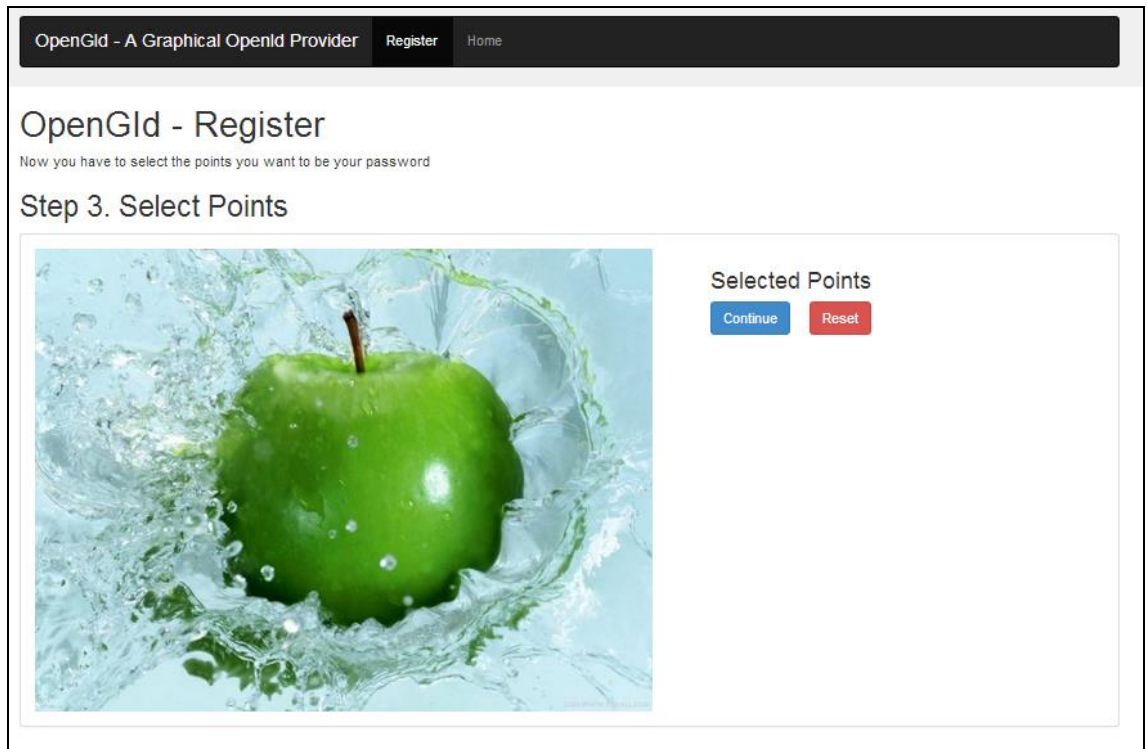 OpenGId - A Graphical OpenId Provider Register Home
OpenGId - Register
Now you have to select the points you want to be your password
Step 3. Select Points
Selected Points
Continue Reset